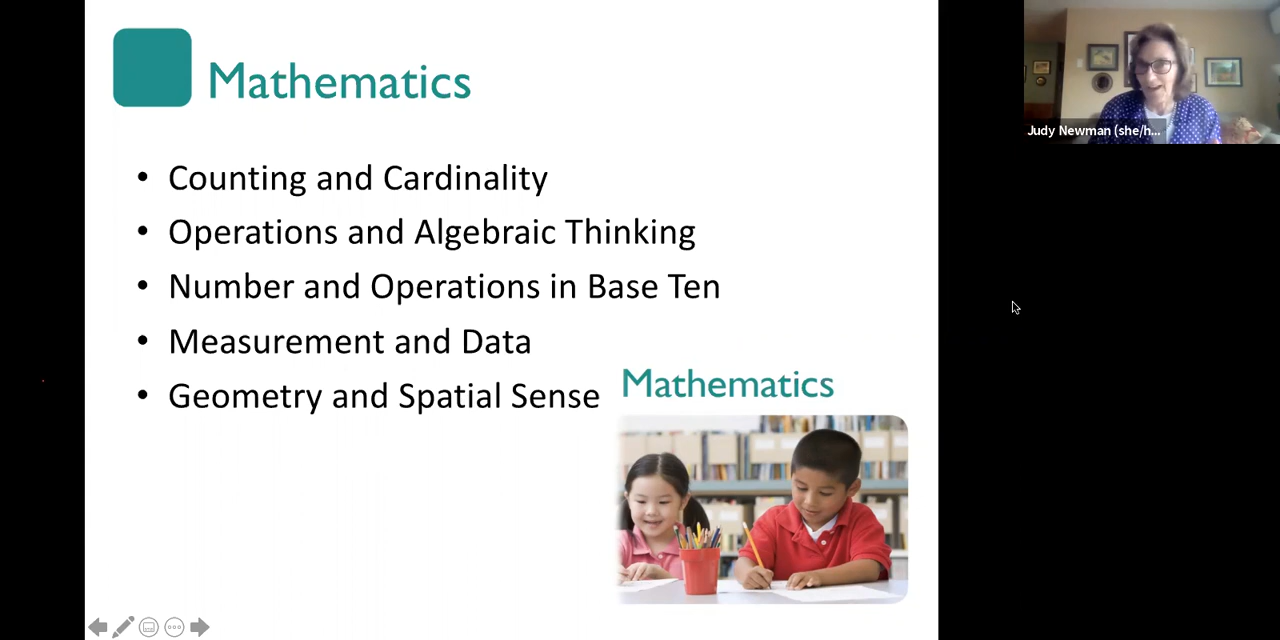 Mathematics
• Counting and Cardinality
• Operations and Algebraic Thinking
• Number and Operations in Base Ten
• Measurement and Data
• Geometry and Spatial Sense
Mathematics
Judy Newman (she/h...